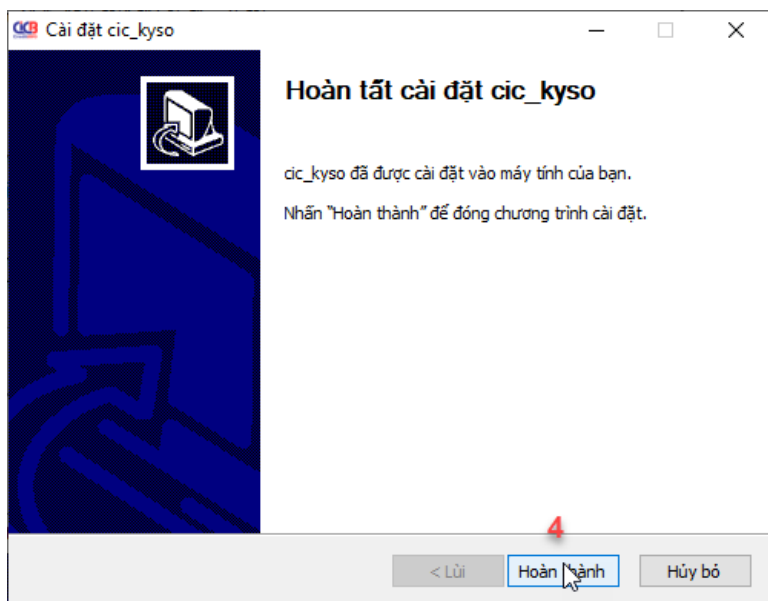 CICB Cài đặt cic_kyso
Hoàn tất cài đặt cic_kyso
cic_kyso đã được cài đặt vào máy tính của bạn.
Nhấn "Hoàn thành" để đóng chương trình cài đặt.
4
< Lùi Hoàn thành Hủy bỏ